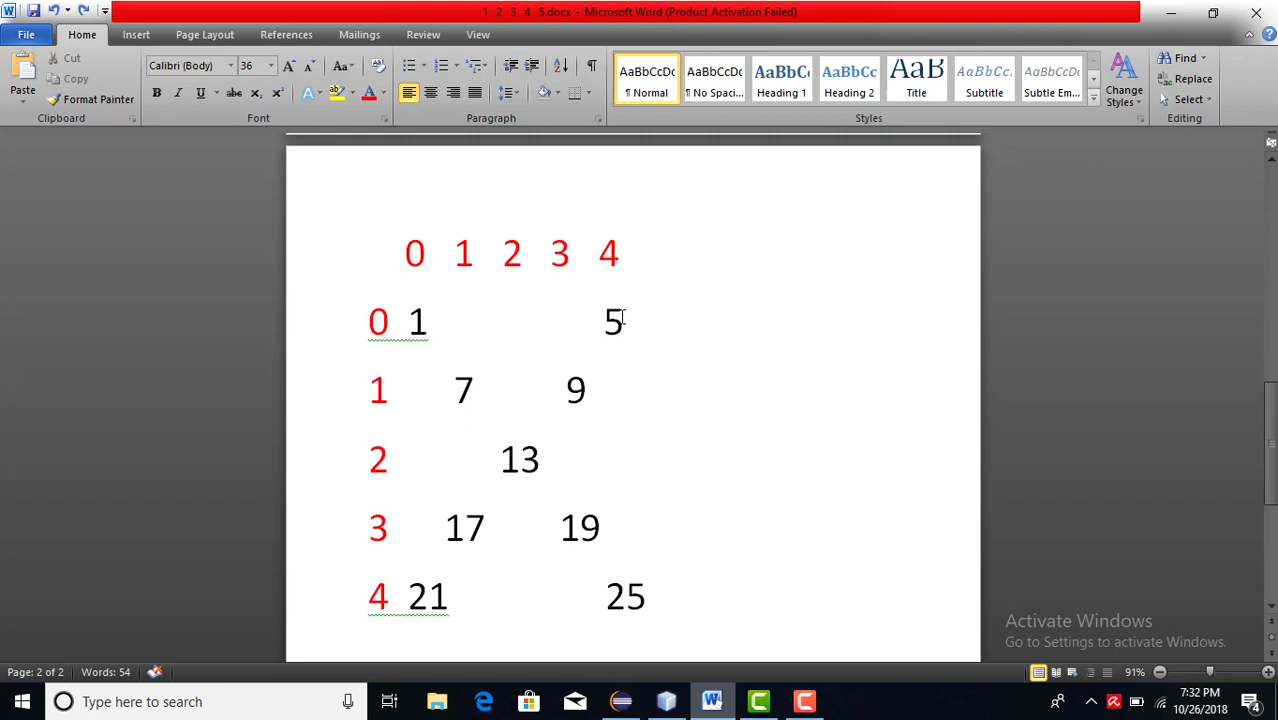 1 2 3 4 5.docx - Microsoft Word (Product Activation Failed)
File Home Insert Page Layout References Mailings Review View
Paste
Cut
Copy
Format Painter
Clipboard
Calibri (Body) 36
Font
Paragraph
AaBbCcDc AaBbCcDc AaBbCc AaBbCc AaB AaBbCcL AaBbCcDc
¶ Normal ¶ No Spaci... Heading 1 Heading 2 Title Subtitle Subtle Em...
Styles
Change Styles
Find
Replace
Select
Editing
0 1 2 3 4
0 1 5
1 7 9
2 13
3 17 19
4 21 25
Activate Windows
Go to Settings to activate Windows.
Page: 2 of 2 Words: 54 91%
Type here to search
7:32 PM
10/26/2018
4